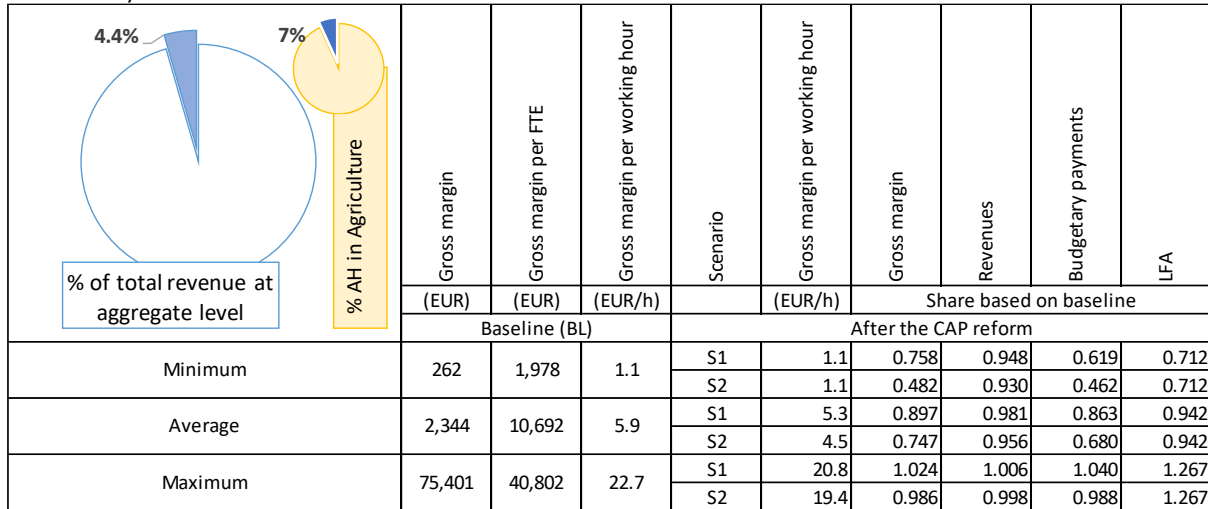 4.4%
7%
% of total revenue at
aggregate level
% AH in Agriculture
Gross margin
Gross margin per FTE
Gross margin per working hour
Scenario
Gross margin per working hour
Gross margin
Revenues
Budgetary payments
LFA
(EUR) (EUR) (EUR/h) (EUR/h) Share based on baseline
Baseline (BL) After the CAP reform
Minimum 262 1,978 1.1 S1 1.1 0.758 0.948 0.619 0.712
S2 1.1 0.482 0.930 0.462 0.712
Average 2,344 10,692 5.9 S1 5.3 0.897 0.981 0.863 0.942
S2 4.5 0.747 0.956 0.680 0.942
Maximum 75,401 40,802 22.7 S1 20.8 1.024 1.006 1.040 1.267
S2 19.4 0.986 0.998 0.988 1.267